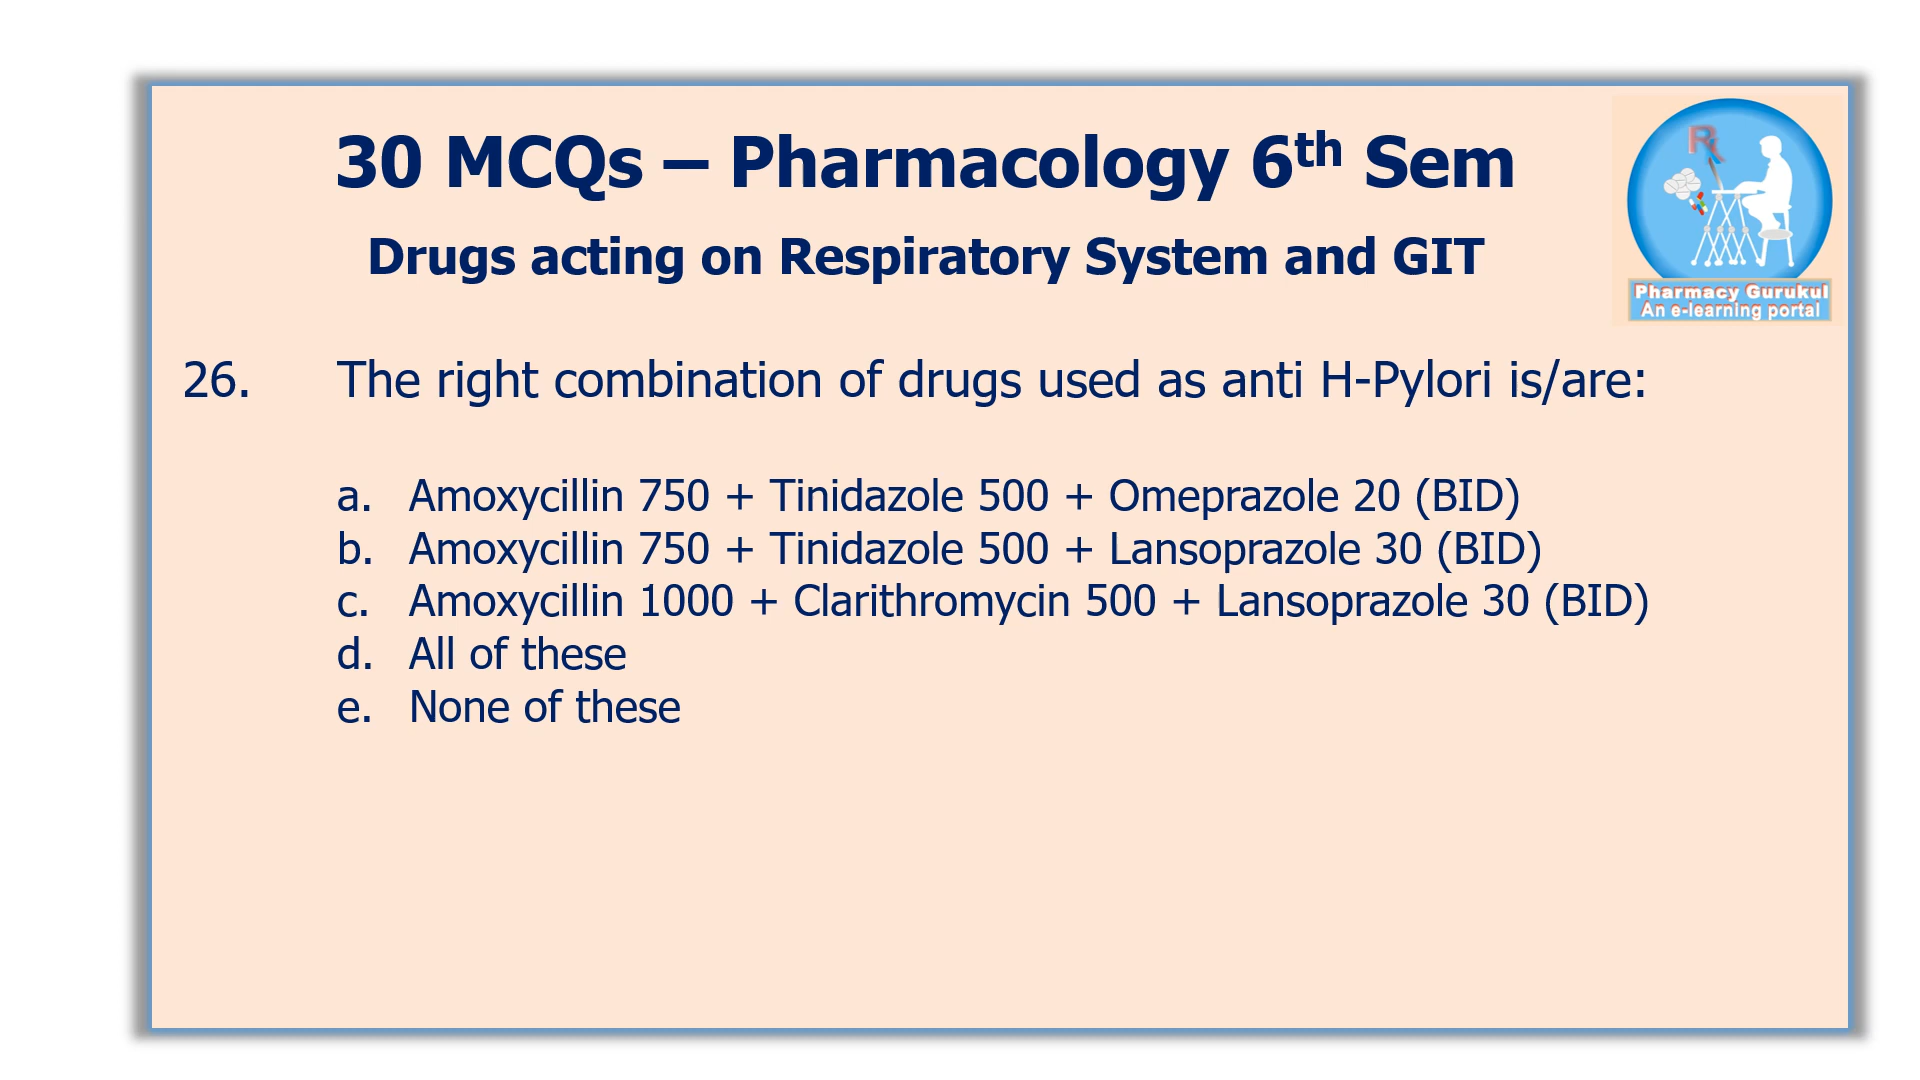 30 MCQs – Pharmacology 6th Sem
Drugs acting on Respiratory System and GIT
Rx
Pharmacy Gurukul
An e-learning portal
26. The right combination of drugs used as anti H-Pylori is/are:
a. Amoxycillin 750 + Tinidazole 500 + Omeprazole 20 (BID)
b. Amoxycillin 750 + Tinidazole 500 + Lansoprazole 30 (BID)
c. Amoxycillin 1000 + Clarithromycin 500 + Lansoprazole 30 (BID)
d. All of these
e. None of these